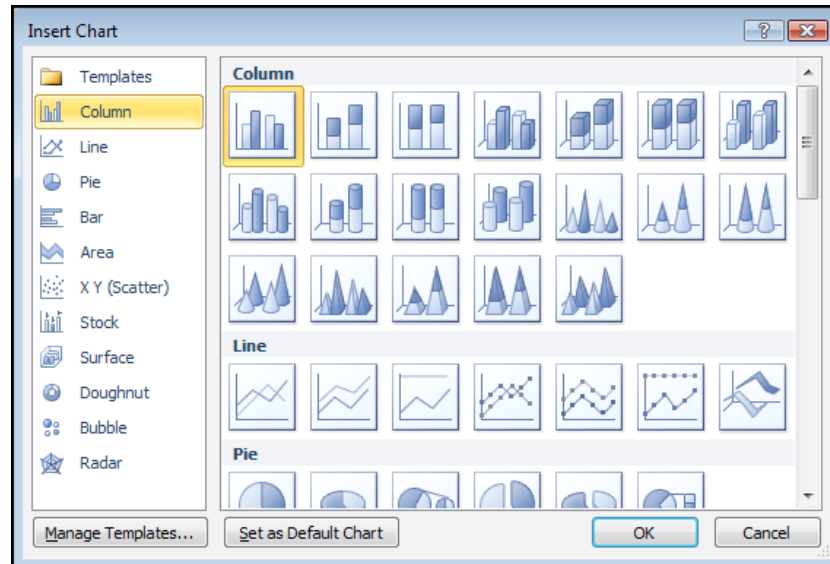 Insert Chart
Templates
Column
Line
Pie
Bar
Area
X Y (Scatter)
Stock
Surface
Doughnut
Bubble
Radar
Column
Line
Pie
Manage Templates...
Set as Default Chart
OK
Cancel